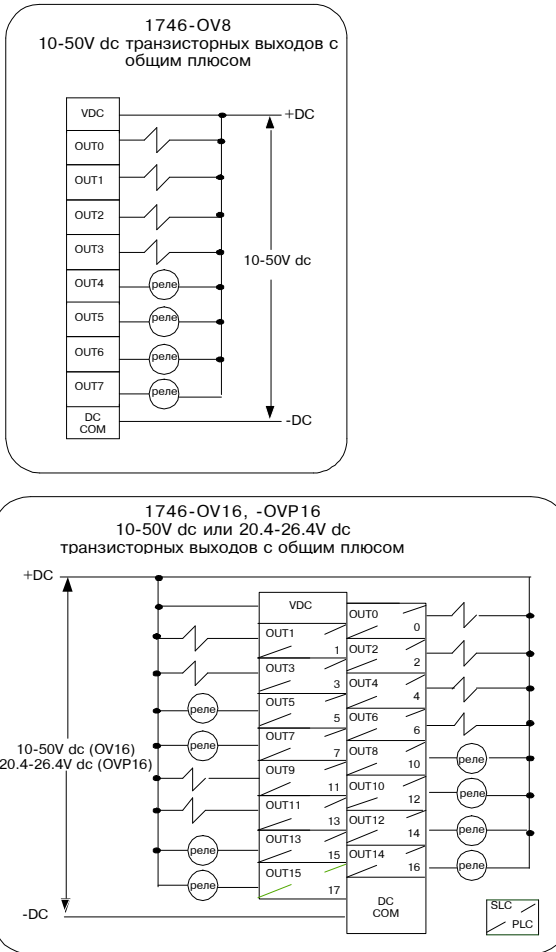 1746-OV8
10-50V dc транзисторных выходов с
общим плюсом
VDC
+DC
OUT0
OUT1
OUT2
OUT3
10-50V dc
OUT4
реле
OUT5
реле
OUT6
реле
OUT7
реле
DC
COM
-DC
1746-OV16, -OVP16
10-50V dc или 20.4-26.4V dc
транзисторных выходов с общим плюсом
+DC
VDC
OUT0
0
OUT1
1
OUT2
2
OUT3
3
OUT4
4
OUT5
реле
5
OUT6
6
OUT7
реле
7
OUT8
10
реле
10-50V dc (OV16)
20.4-26.4V dc (OVP16)
OUT9
11
OUT10
12
реле
OUT11
13
OUT12
14
реле
OUT13
реле
15
OUT14
16
реле
OUT15
реле
17
DC
COM
-DC
SLC
PLC